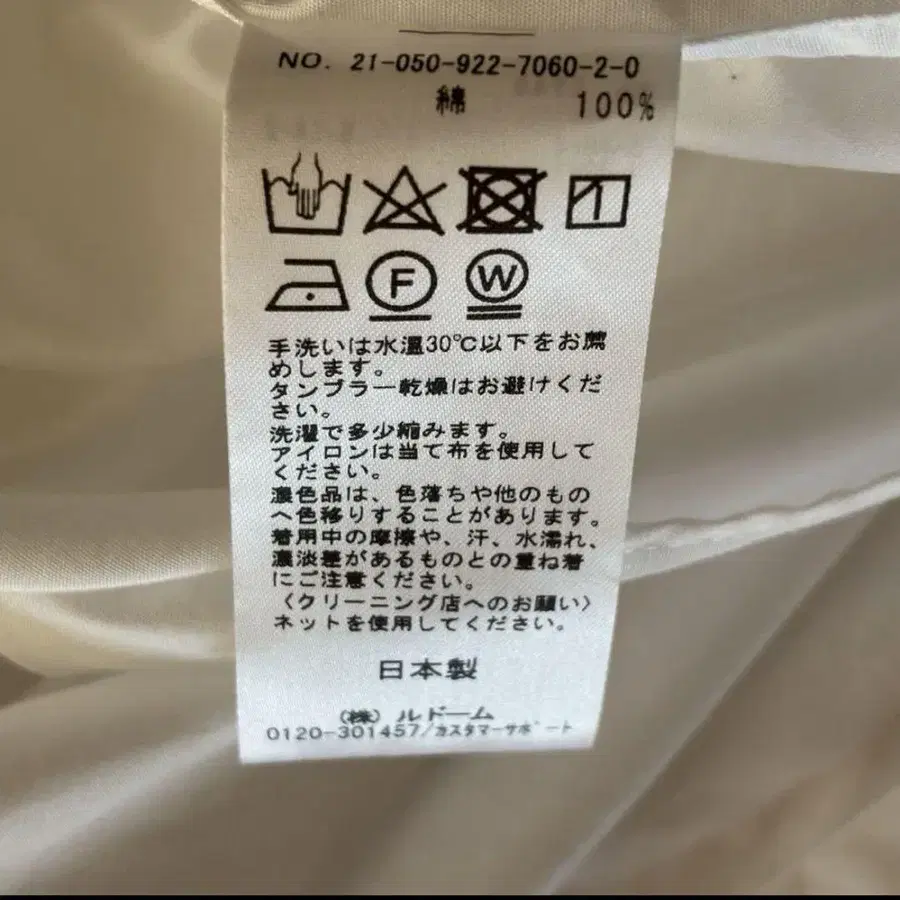 NO. 21-050-922-7060-2-0
綿 100%
F W
手洗いは水温30℃以下をお薦
めします。
タンブラー乾燥はお避けくだ
さい。
洗濯で多少縮みます。
アイロンは当て布を使用して
ください。
濃色品は、色落ちや他のもの
へ色移りすることがあります。
着用中の摩擦や、汗、水濡れ、
濃淡差があるものとの重ね着
にご注意ください。
〈クリーニング店へのお願い〉
ネットを使用してください。
日本製
(株) ルドーム
0120-301457/カスタマーサポート